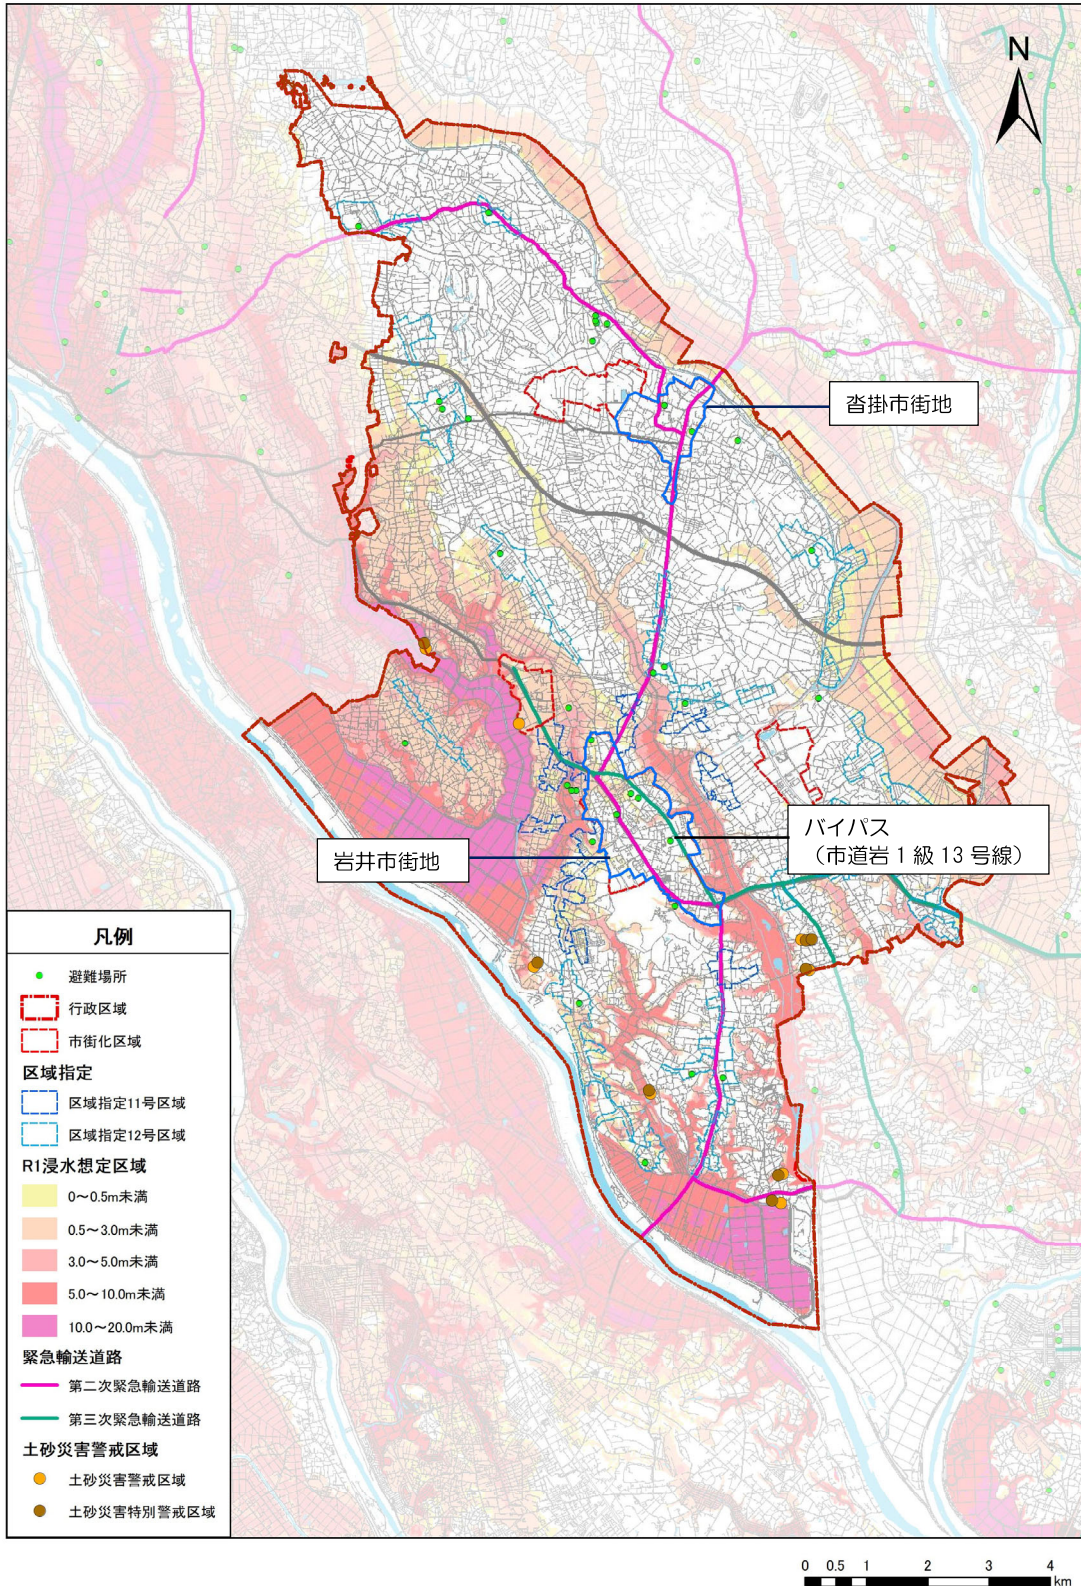 N
沓掛市街地
バイパス
（市道岩１級 13 号線）
岩井市街地
凡例
避難場所
行政区域
市街化区域
区域指定
区域指定11号区域
区域指定12号区域
R1浸水想定区域
0～0.5m未満
0.5～3.0m未満
3.0～5.0m未満
5.0～10.0m未満
10.0～20.0m未満
緊急輸送道路
第二次緊急輸送道路
第三次緊急輸送道路
土砂災害警戒区域
土砂災害警戒区域
土砂災害特別警戒区域
0 0.5 1 2 3 4
km